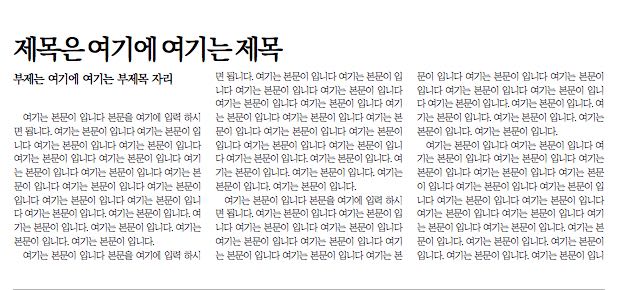 제목은 여기에 여기는 제목
부제는 여기에 여기는 부제목 자리
여기는 본문이 입니다 본문을 여기에 입력 하시
면 됩니다. 여기는 본문이 입니다 여기는 본문이 입
니다 여기는 본문이 입니다 여기는 본문이 입니다
여기는 본문이 입니다 여기는 본문이 입니다 여기
는 본문이 입니다 여기는 본문이 입니다 여기는 본
문이 입니다 여기는 본문이 입니다 여기는 본문이
입니다 여기는 본문이 입니다 여기는 본문이 입니
다 여기는 본문이 입니다. 여기는 본문이 입니다. 여
기는 본문이 입니다. 여기는 본문이 입니다. 여기는
본문이 입니다. 여기는 본문이 입니다.
여기는 본문이 입니다 본문을 여기에 입력 하시
면 됩니다. 여기는 본문이 입니다 여기는 본문이 입
니다 여기는 본문이 입니다 여기는 본문이 입니다
여기는 본문이 입니다 여기는 본문이 입니다 여기
는 본문이 입니다 여기는 본문이 입니다 여기는 본
문이 입니다 여기는 본문이 입니다 여기는 본문이
입니다 여기는 본문이 입니다 여기는 본문이 입니
다 여기는 본문이 입니다. 여기는 본문이 입니다. 여
기는 본문이 입니다. 여기는 본문이 입니다. 여기는
본문이 입니다. 여기는 본문이 입니다.
여기는 본문이 입니다 본문을 여기에 입력 하시
면 됩니다. 여기는 본문이 입니다 여기는 본문이 입
니다 여기는 본문이 입니다 여기는 본문이 입니다
여기는 본문이 입니다 여기는 본문이 입니다 여기
는 본문이 입니다 여기는 본문이 입니다 여기는 본
문이 입니다 여기는 본문이 입니다 여기는 본문이
입니다 여기는 본문이 입니다 여기는 본문이 입니
다 여기는 본문이 입니다. 여기는 본문이 입니다. 여
기는 본문이 입니다. 여기는 본문이 입니다. 여기는
본문이 입니다. 여기는 본문이 입니다.
여기는 본문이 입니다 여기는 본문이 입니다 여
기는 본문이 입니다 여기는 본문이 입니다 여기는
본문이 입니다 여기는 본문이 입니다 여기는 본문
이 입니다 여기는 본문이 입니다 여기는 본문이 입
니다 여기는 본문이 입니다 여기는 본문이 입니다
여기는 본문이 입니다 여기는 본문이 입니다 여기
는 본문이 입니다 여기는 본문이 입니다 여기는 본
문이 입니다. 여기는 본문이 입니다. 여기는 본문이
입니다. 여기는 본문이 입니다. 여기는 본문이 입니